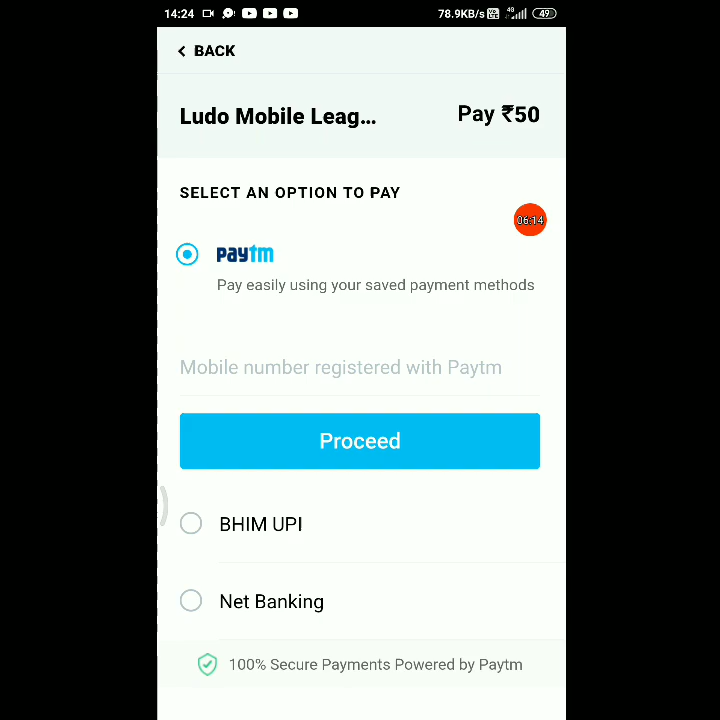 14:24 78.9KB/s 4G 49
BACK
Ludo Mobile Leag... Pay ₹50
SELECT AN OPTION TO PAY
06:14
paytm
Pay easily using your saved payment methods
Mobile number registered with Paytm
Proceed
BHIM UPI
Net Banking
100% Secure Payments Powered by Paytm